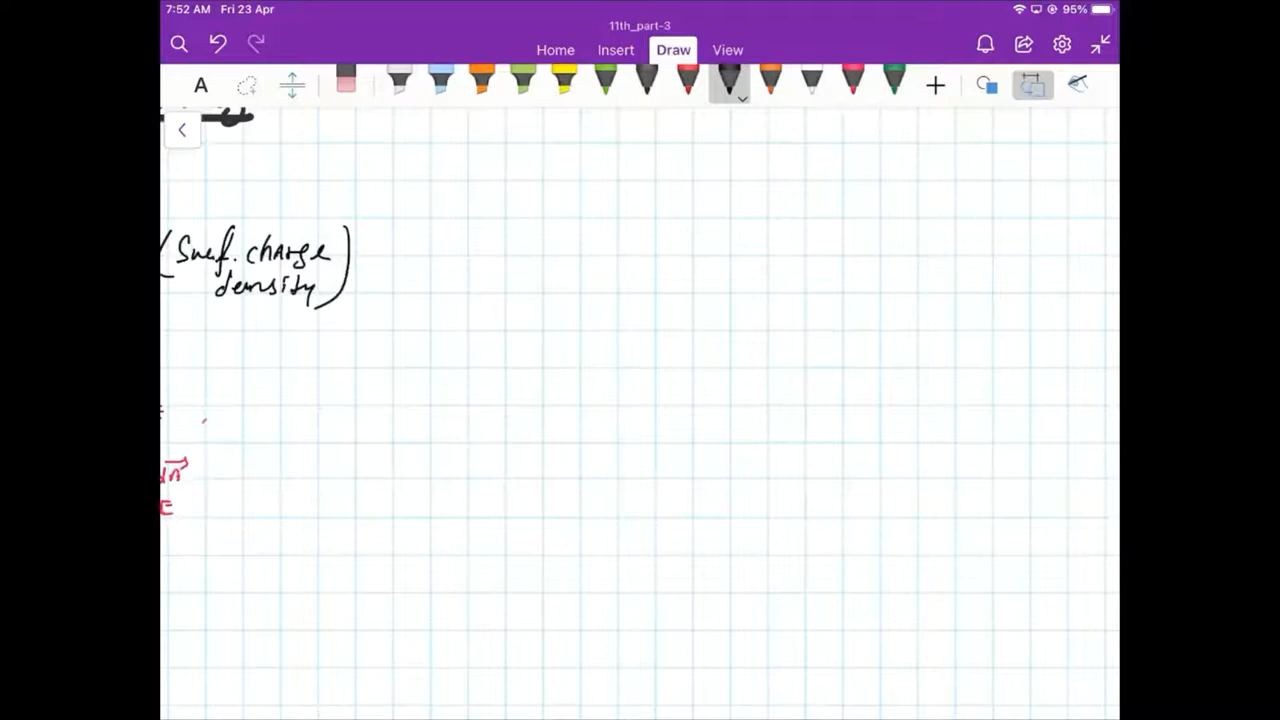 7:52 AM Fri 23 Apr
95%
11th_part-3
Home Insert Draw View
A
(Surf. charge
density)
E